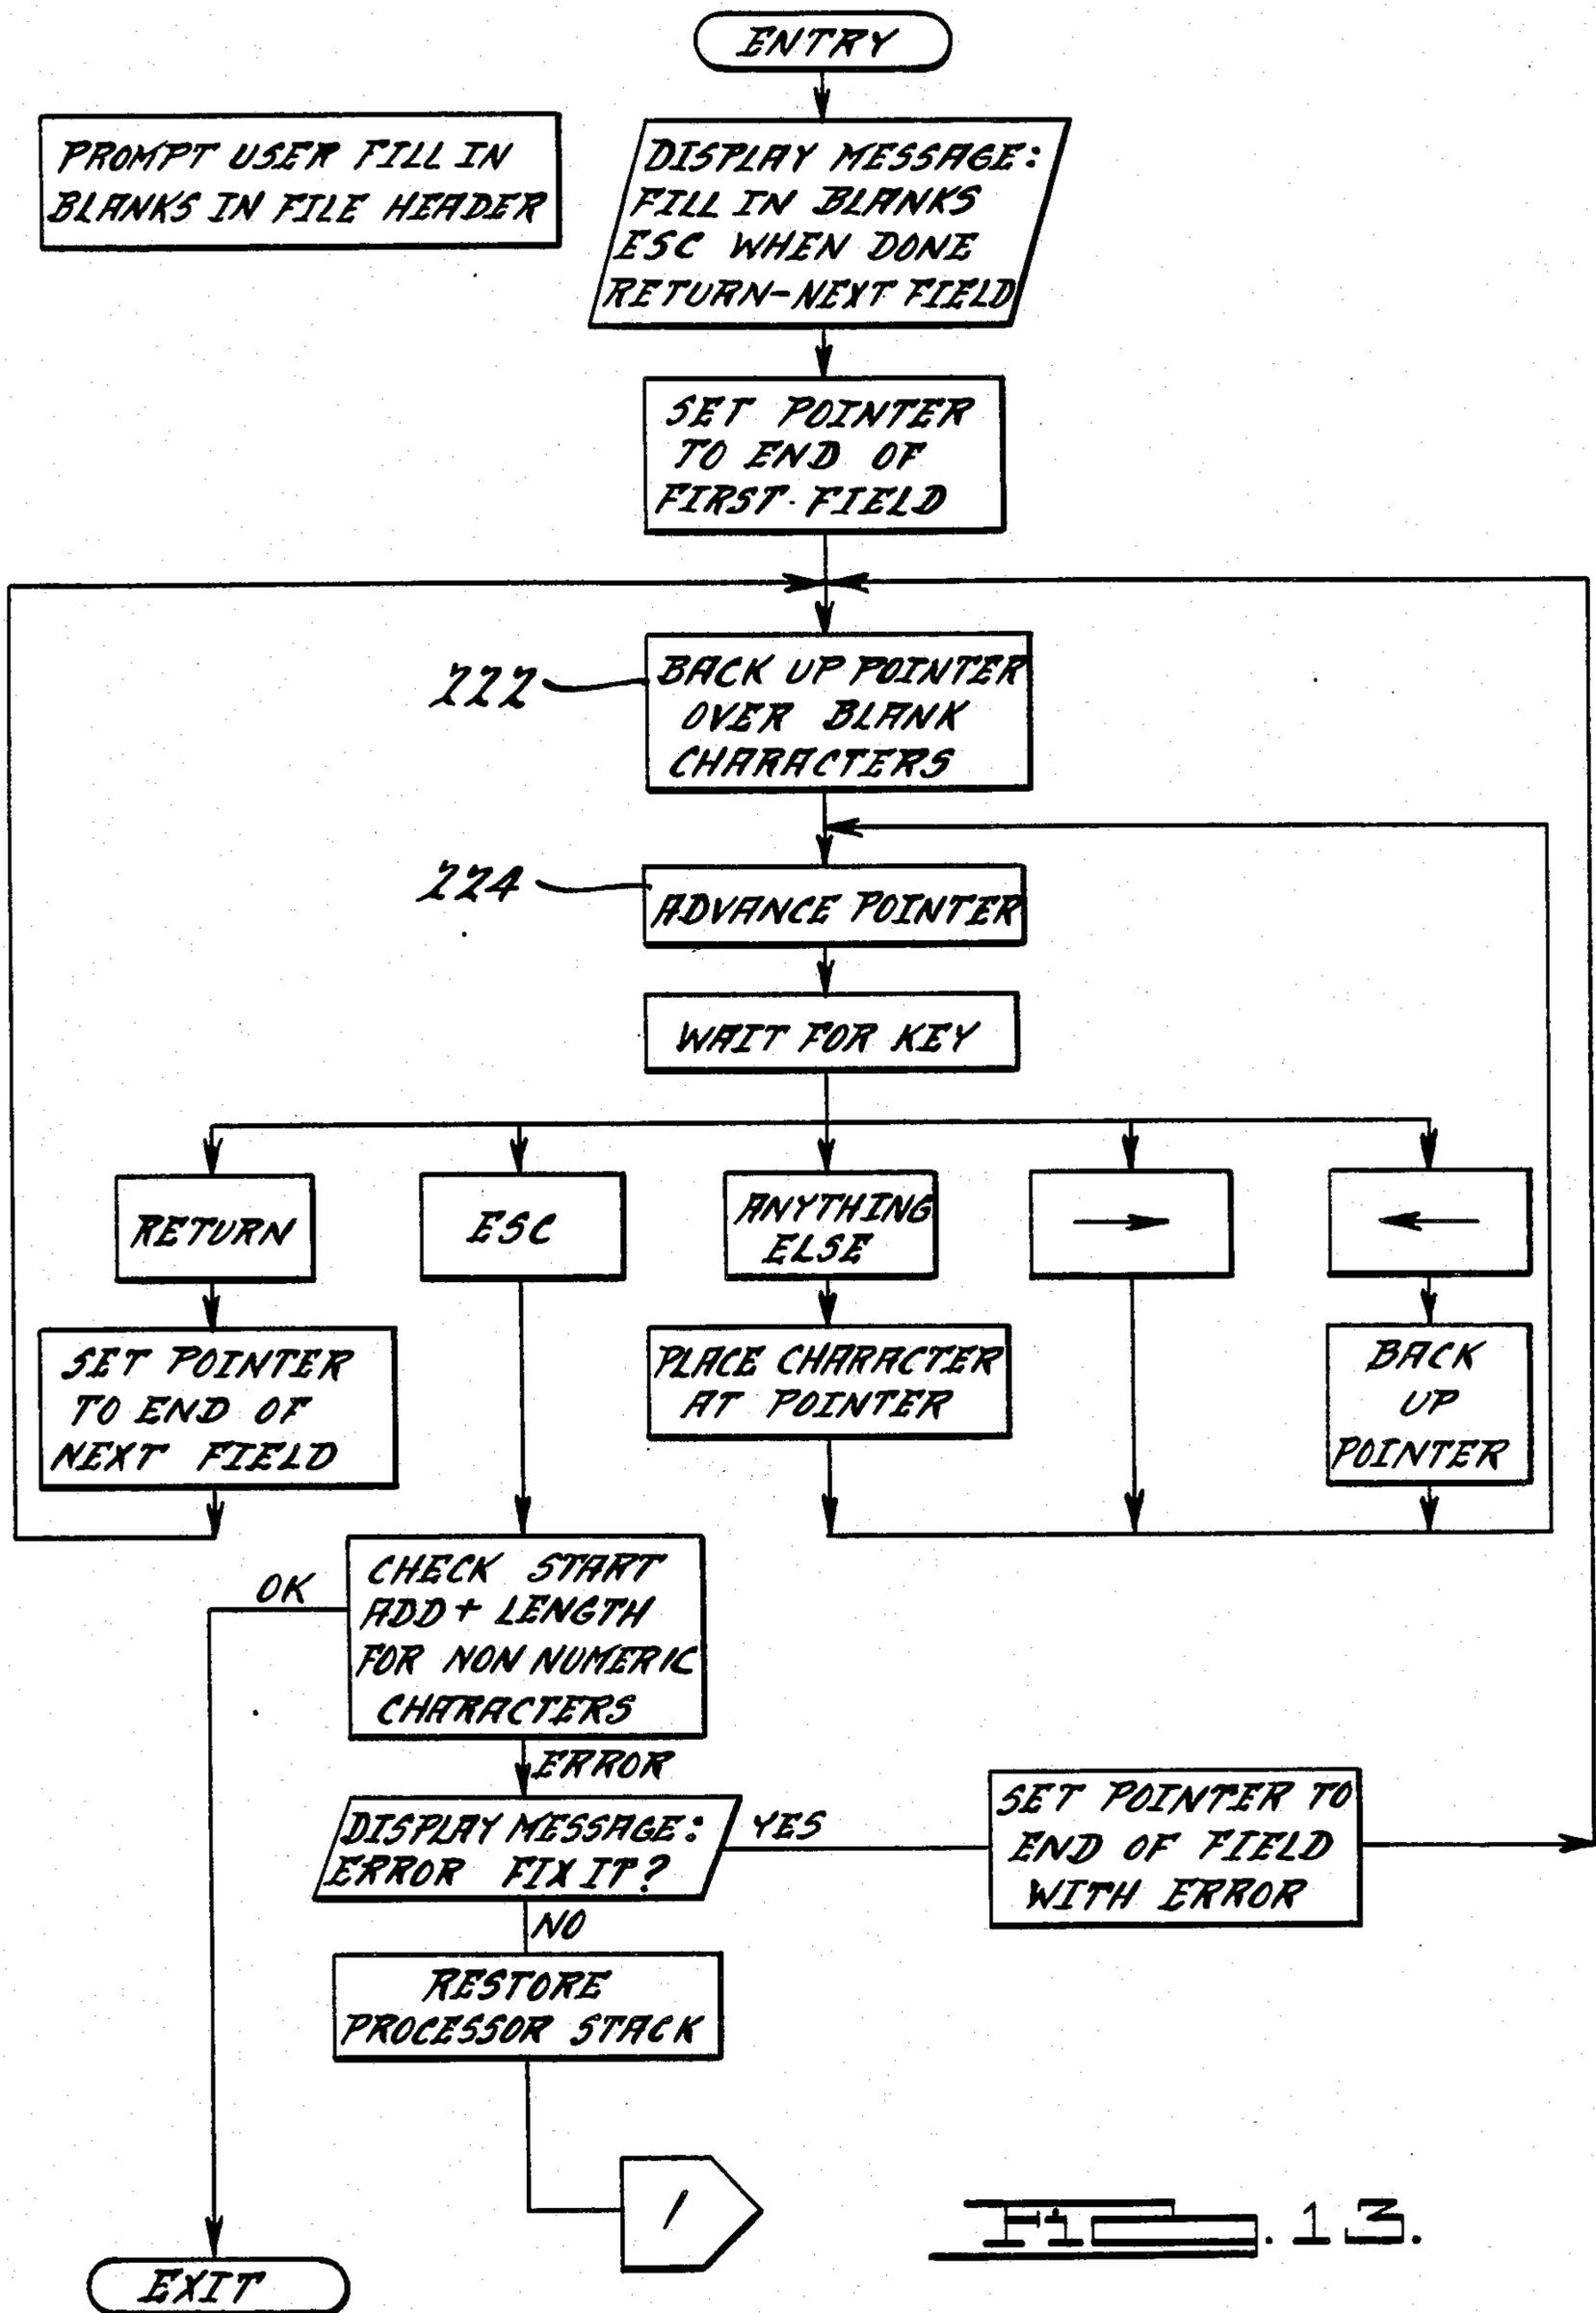 ENTRY
PROMPT USER FILL IN
BLANKS IN FILE HEADER
DISPLAY MESSAGE:
FILL IN BLANKS
ESC WHEN DONE
RETURN-NEXT FIELD
SET POINTER
TO END OF
FIRST FIELD
222
BACK UP POINTER
OVER BLANK
CHARACTERS
224
ADVANCE POINTER
WAIT FOR KEY
RETURN
ESC
ANYTHING
ELSE
→
←
SET POINTER
TO END OF
NEXT FIELD
PLACE CHARACTER
AT POINTER
BACK
UP
POINTER
OK
CHECK START
ADD + LENGTH
FOR NON NUMERIC
CHARACTERS
ERROR
DISPLAY MESSAGE:
ERROR FIX IT?
YES
SET POINTER TO
END OF FIELD
WITH ERROR
NO
RESTORE
PROCESSOR STACK
1
EXIT
Fig. 13.